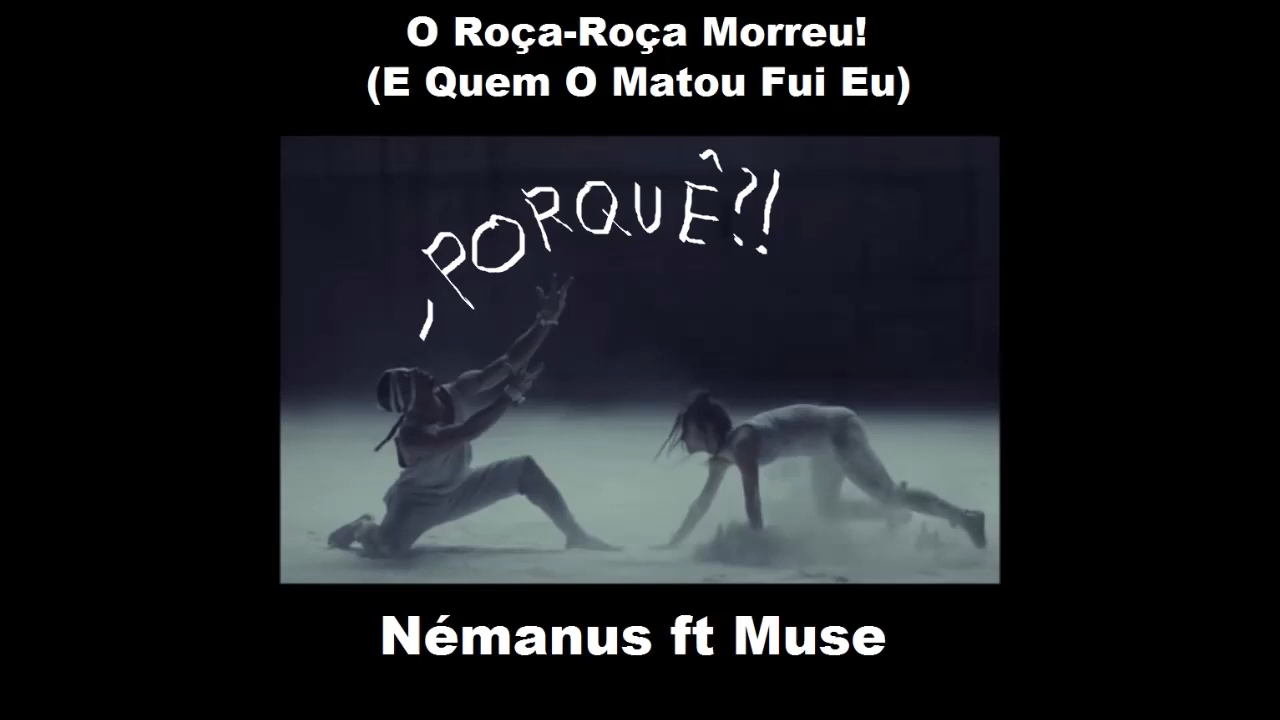 O Roça-Roça Morreu!
(E Quem O Matou Fui Eu)
, PORQUÊ?!
Némanus ft Muse